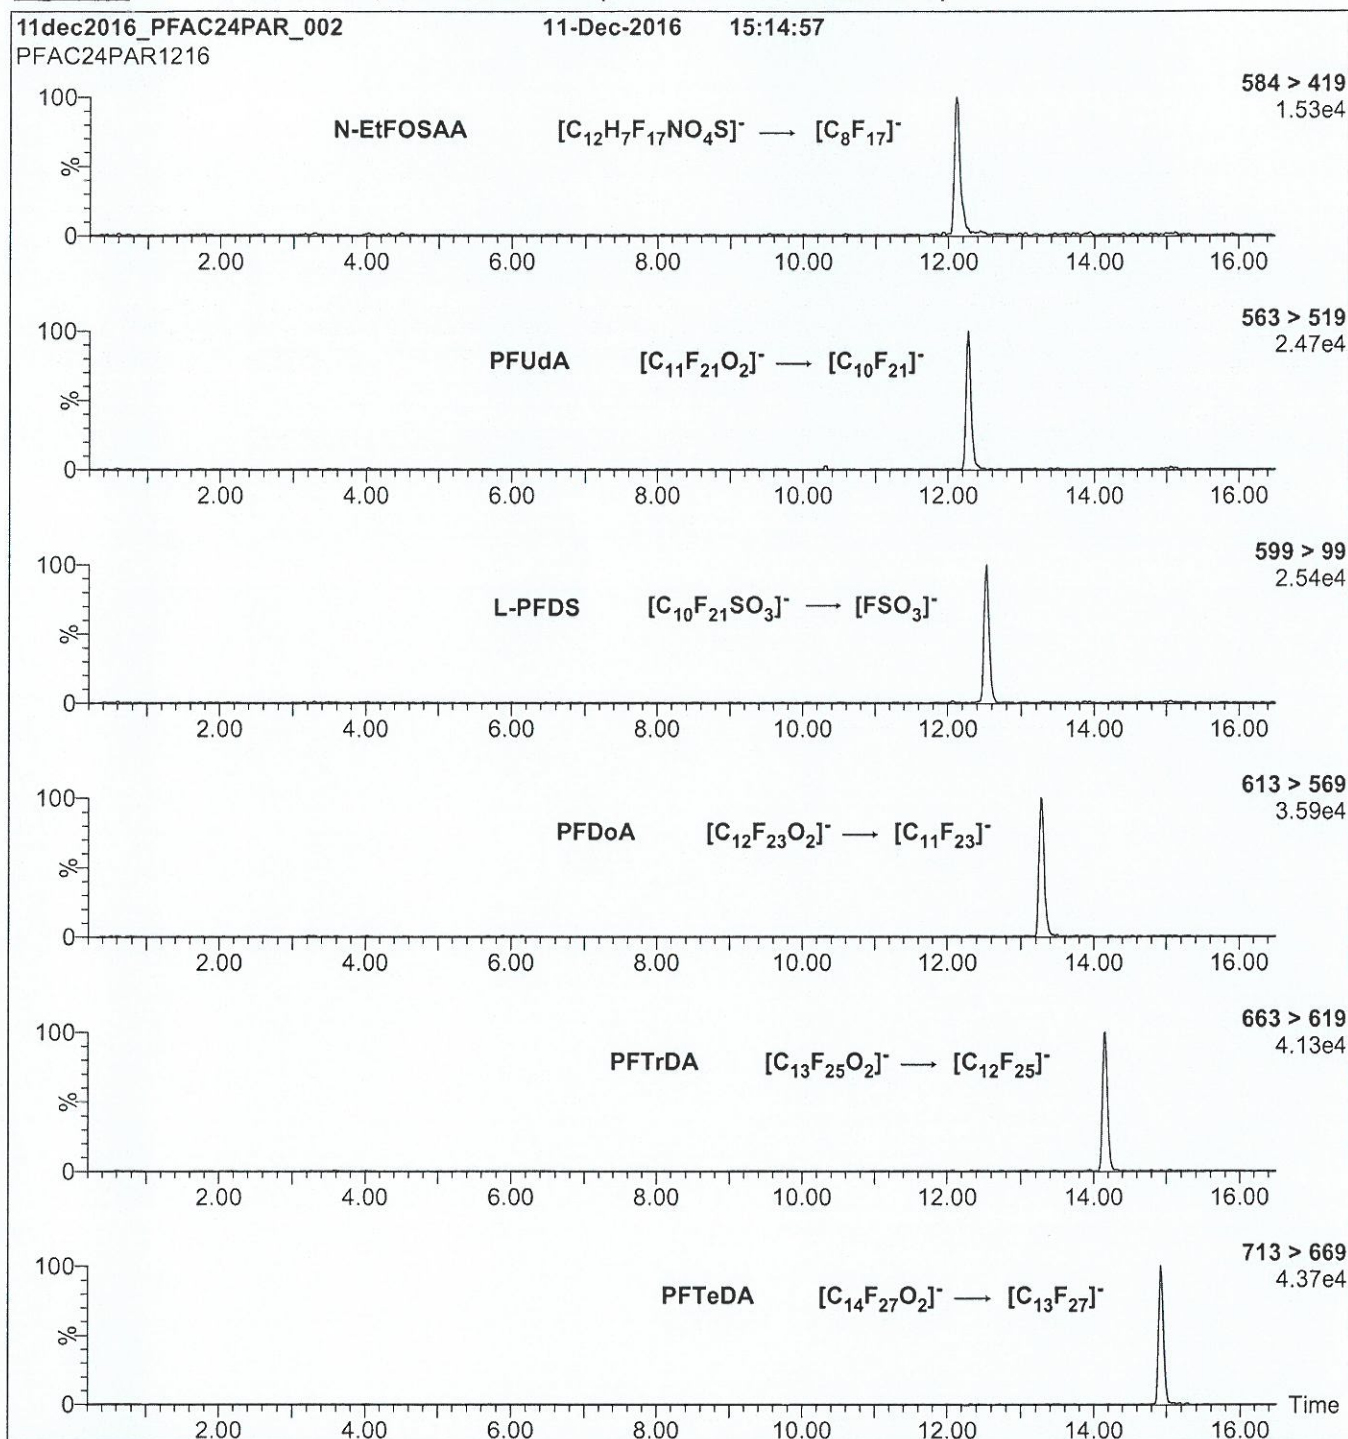 11dec2016_PFAC24PAR_002 11-Dec-2016 15:14:57
PFAC24PAR1216
584 > 419
1.53e4
100
%
0
N-EtFOSAA [C₁₂H₇F₁₇NO₄S]⁻ → [C₈F₁₇]⁻
2.00 4.00 6.00 8.00 10.00 12.00 14.00 16.00
563 > 519
2.47e4
100
%
0
PFUdA [C₁₁F₂₁O₂]⁻ → [C₁₀F₂₁]⁻
2.00 4.00 6.00 8.00 10.00 12.00 14.00 16.00
599 > 99
2.54e4
100
%
0
L-PFDS [C₁₀F₂₁SO₃]⁻ → [FSO₃]⁻
2.00 4.00 6.00 8.00 10.00 12.00 14.00 16.00
613 > 569
3.59e4
100
%
0
PFDoA [C₁₂F₂₃O₂]⁻ → [C₁₁F₂₃]⁻
2.00 4.00 6.00 8.00 10.00 12.00 14.00 16.00
663 > 619
4.13e4
100
%
0
PFTrDA [C₁₃F₂₅O₂]⁻ → [C₁₂F₂₅]⁻
2.00 4.00 6.00 8.00 10.00 12.00 14.00 16.00
713 > 669
4.37e4
100
%
0
PFTeDA [C₁₄F₂₇O₂]⁻ → [C₁₃F₂₇]⁻
Time
2.00 4.00 6.00 8.00 10.00 12.00 14.00 16.00